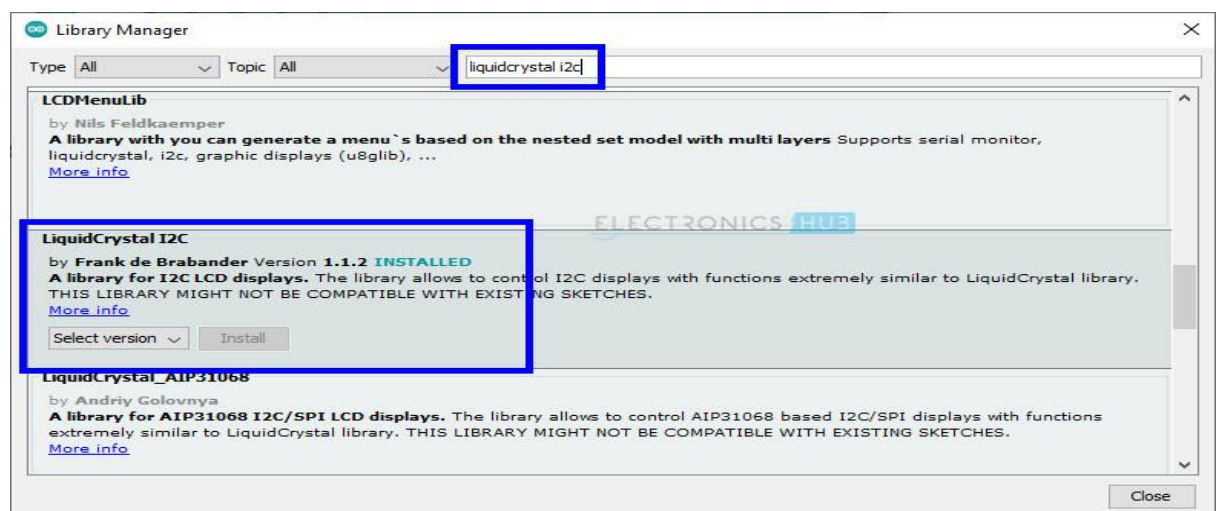 Library Manager
Type All Topic All liquidcrystal i2c
LCDMenuLib
by Nils Feldkaemper
A library with you can generate a menu`s based on the nested set model with multi layers Supports serial monitor,
liquidcrystal, i2c, graphic displays (u8glib), ...
More info
ELECTRONICS HUB
LiquidCrystal I2C
by Frank de Brabander Version 1.1.2 INSTALLED
A library for I2C LCD displays. The library allows to control I2C displays with functions extremely similar to LiquidCrystal library.
THIS LIBRARY MIGHT NOT BE COMPATIBLE WITH EXISTING SKETCHES.
More info
Select version Install
LiquidCrystal_AIP31068
by Andriy Golovnya
A library for AIP31068 I2C/SPI LCD displays. The library allows to control AIP31068 based I2C/SPI displays with functions
extremely similar to LiquidCrystal library. THIS LIBRARY MIGHT NOT BE COMPATIBLE WITH EXISTING SKETCHES.
More info
Close